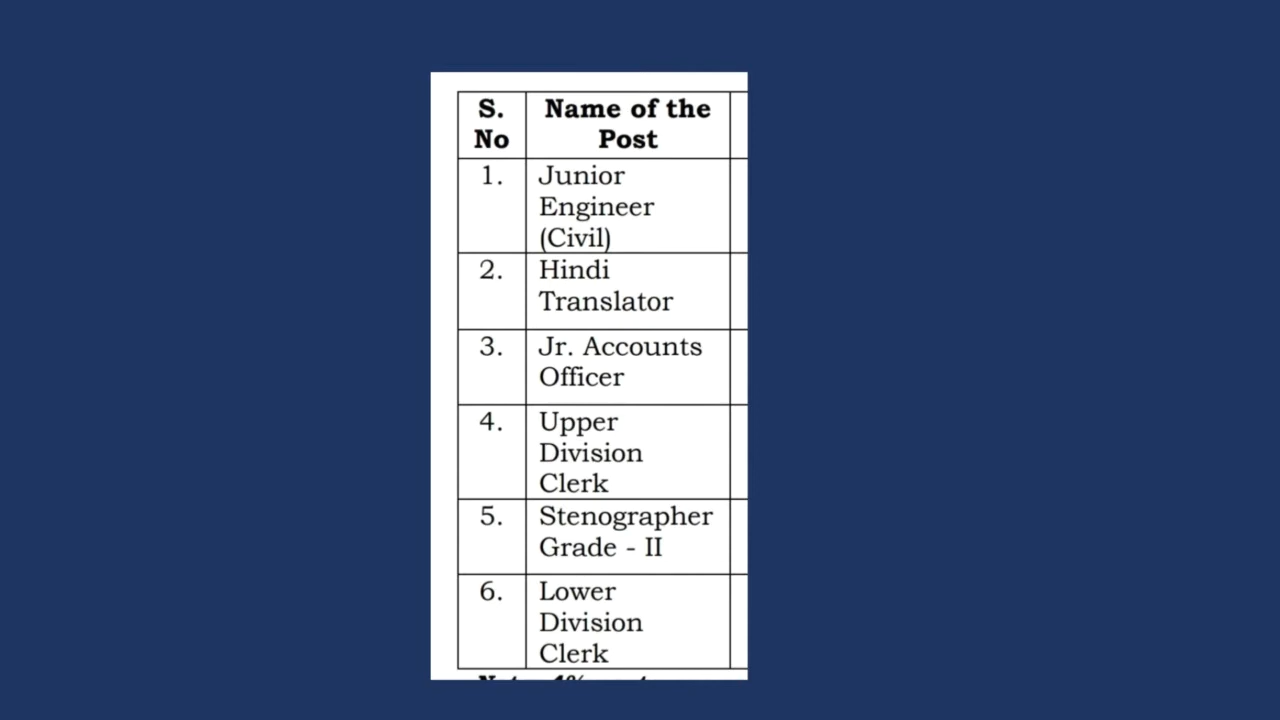 S. No
Name of the Post
1.
Junior
Engineer
(Civil)
2.
Hindi
Translator
3.
Jr. Accounts
Officer
4.
Upper
Division
Clerk
5.
Stenographer
Grade - II
6.
Lower
Division
Clerk